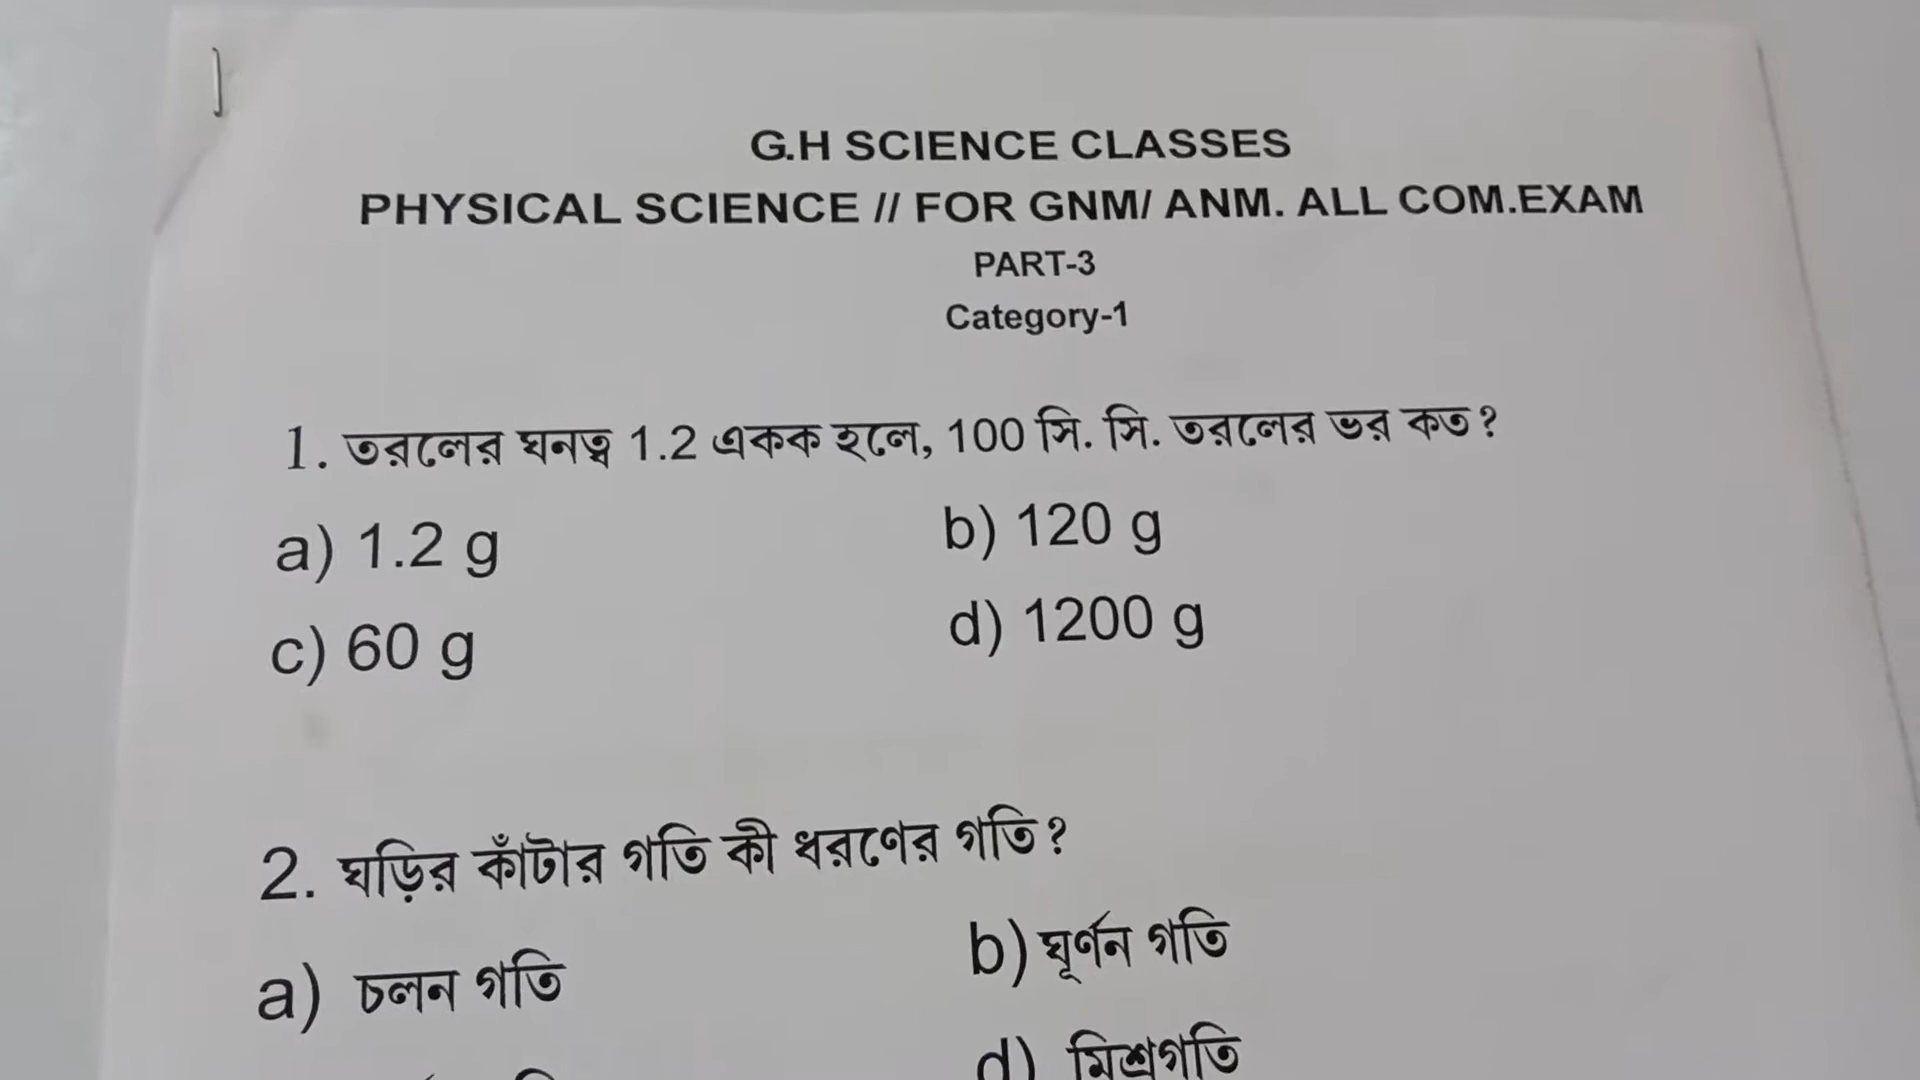 G.H SCIENCE CLASSES
PHYSICAL SCIENCE // FOR GNM/ ANM. ALL COM.EXAM
PART-3
Category-1
1. তরলের ঘনত্ব 1.2 একক হলে, 100 সি. সি. তরলের ভর কত?
a) 1.2 g b) 120 g
c) 60 g d) 1200 g
2. ঘড়ির কাঁটার গতি কী ধরণের গতি?
a) চলন গতি b) ঘূর্ণন গতি
d) মিশ্রগতি